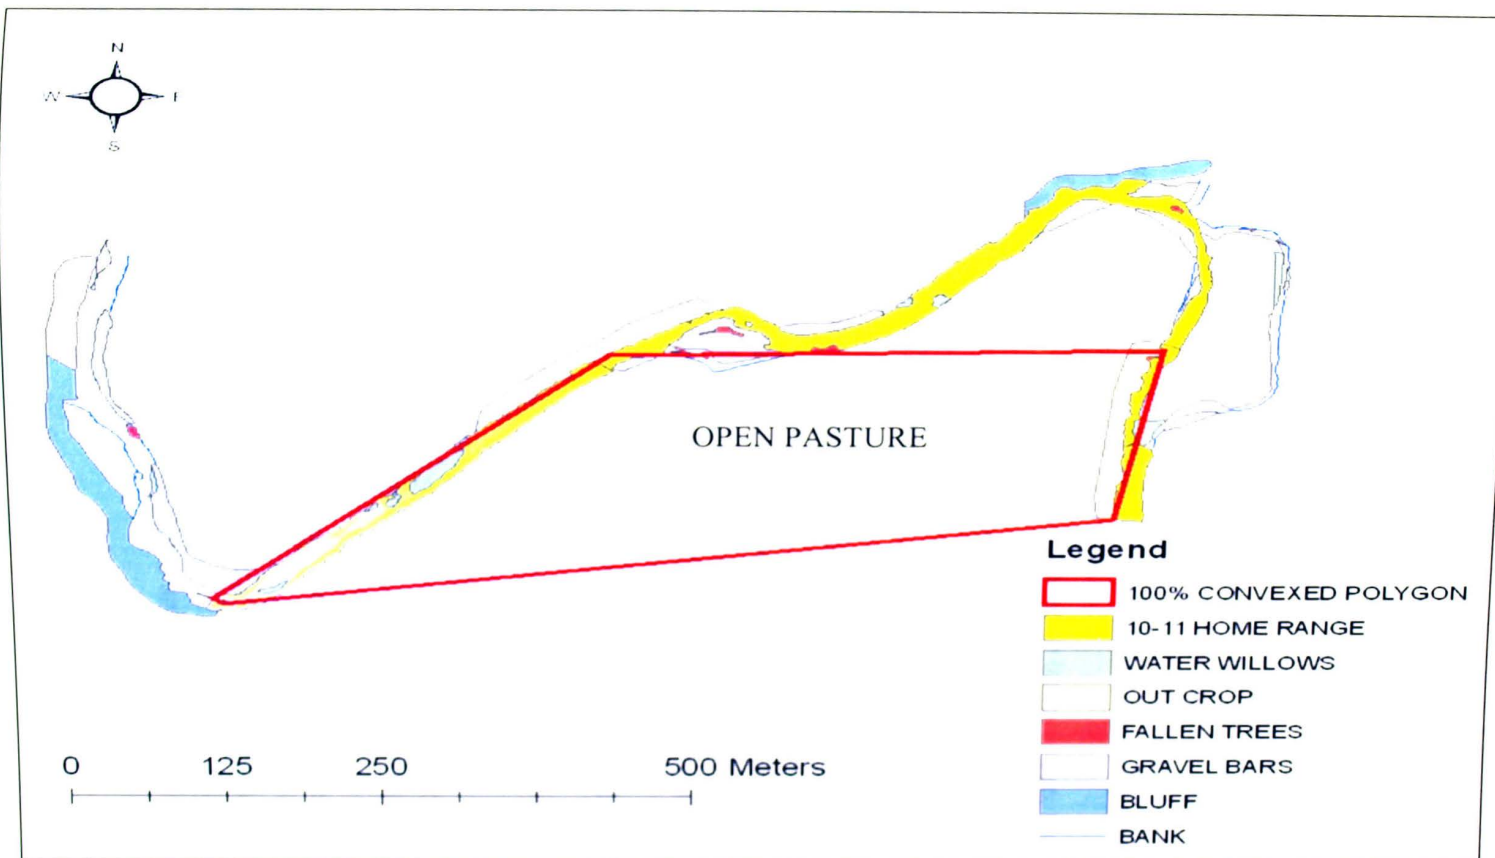 N
W E
S
OPEN PASTURE
Legend
100% CONVEXED POLYGON
10-11 HOME RANGE
WATER WILLOWS
OUT CROP
FALLEN TREES
GRAVEL BARS
BLUFF
BANK
0 125 250 500 Meters